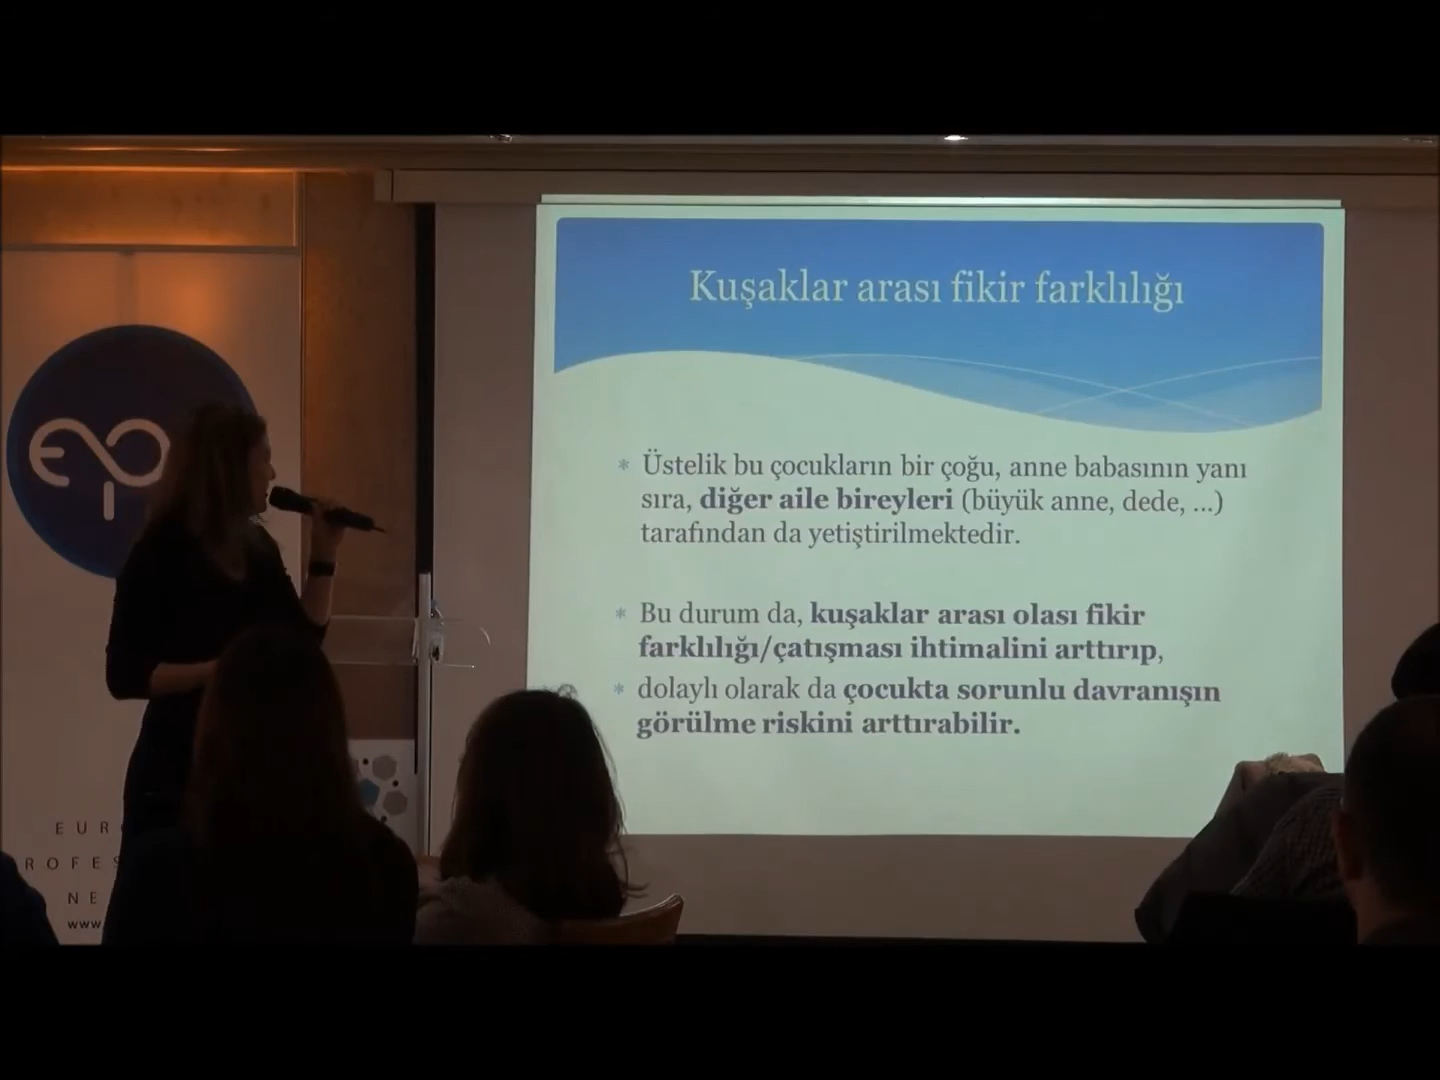 Kuşaklar arası fikir farklılığı
* Üstelik bu çocukların bir çoğu, anne babasının yanı
sıra, diğer aile bireyleri (büyük anne, dede, ...)
tarafından da yetiştirilmektedir.
* Bu durum da, kuşaklar arası olası fikir
farklılığı/çatışması ihtimalini arttırıp,
* dolaylı olarak da çocukta sorunlu davranışın
görülme riskini arttırabilir.
NE
www.